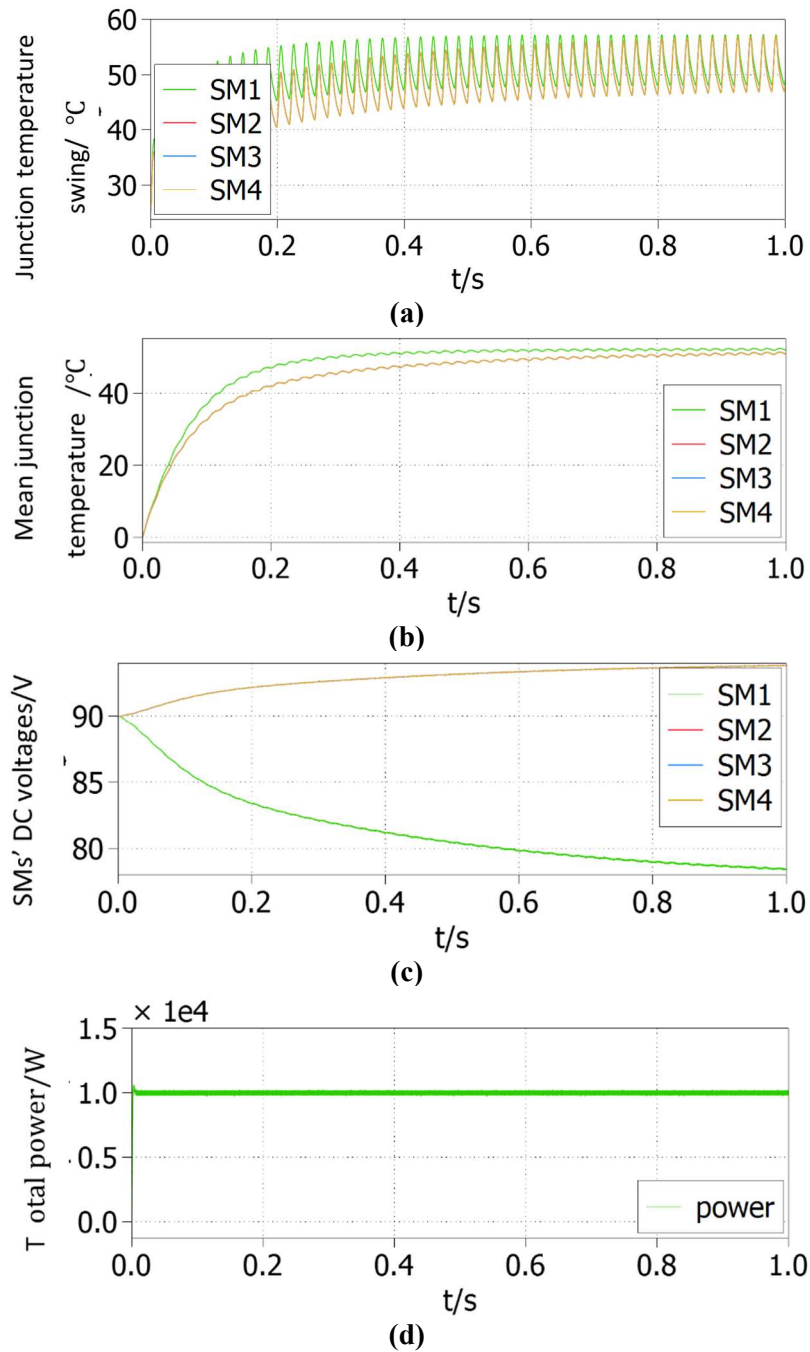 60
50
40
30
Junction temperature
swing/ °C
SM1
SM2
SM3
SM4
0.0 0.2 0.4 0.6 0.8 1.0
t/s
(a)
40
20
0
Mean junction
temperature /°C
SM1
SM2
SM3
SM4
0.0 0.2 0.4 0.6 0.8 1.0
t/s
(b)
90
85
80
SMs' DC voltages/V
SM1
SM2
SM3
SM4
0.0 0.2 0.4 0.6 0.8 1.0
t/s
(c)
× 1e4
1.5
1.0
0.5
0.0
T otal power/W
power
0.0 0.2 0.4 0.6 0.8 1.0
t/s
(d)